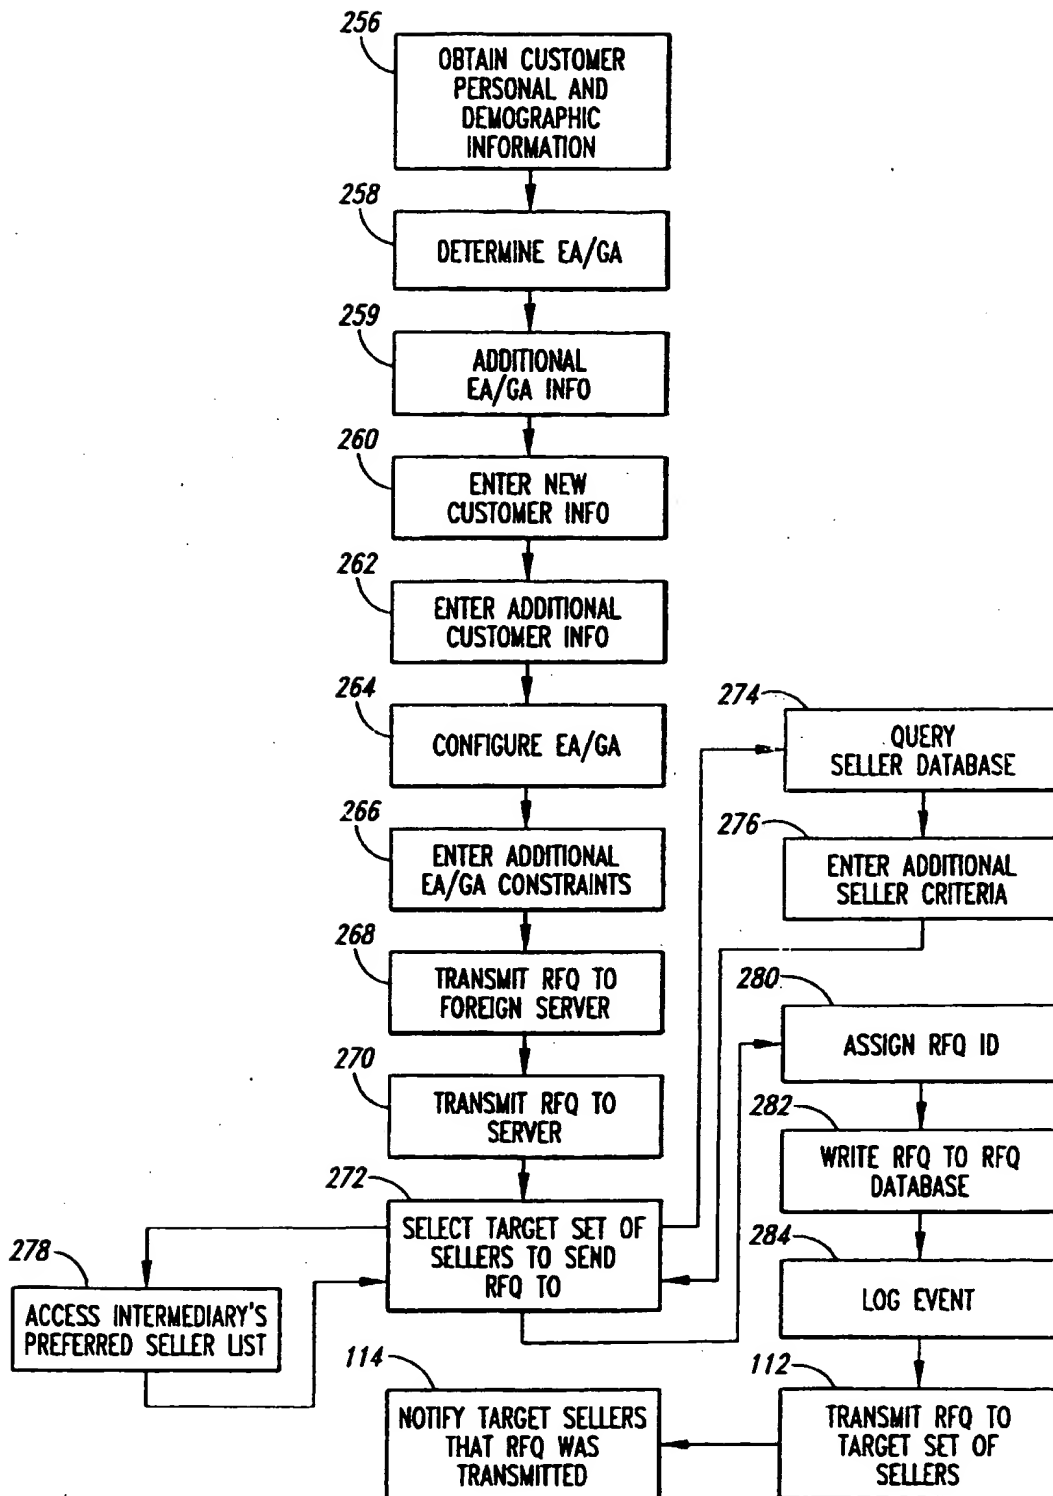 256
OBTAIN CUSTOMER
PERSONAL AND
DEMOGRAPHIC
INFORMATION
258
DETERMINE EA/GA
259
ADDITIONAL
EA/GA INFO
260
ENTER NEW
CUSTOMER INFO
262
ENTER ADDITIONAL
CUSTOMER INFO
264
CONFIGURE EA/GA
266
ENTER ADDITIONAL
EA/GA CONSTRAINTS
268
TRANSMIT RFQ TO
FOREIGN SERVER
270
TRANSMIT RFQ TO
SERVER
272
SELECT TARGET SET OF
SELLERS TO SEND
RFQ TO
274
QUERY
SELLER DATABASE
276
ENTER ADDITIONAL
SELLER CRITERIA
278
ACCESS INTERMEDIARY'S
PREFERRED SELLER LIST
280
ASSIGN RFQ ID
282
WRITE RFQ TO RFQ
DATABASE
284
LOG EVENT
112
TRANSMIT RFQ TO
TARGET SET OF
SELLERS
114
NOTIFY TARGET SELLERS
THAT RFQ WAS
TRANSMITTED